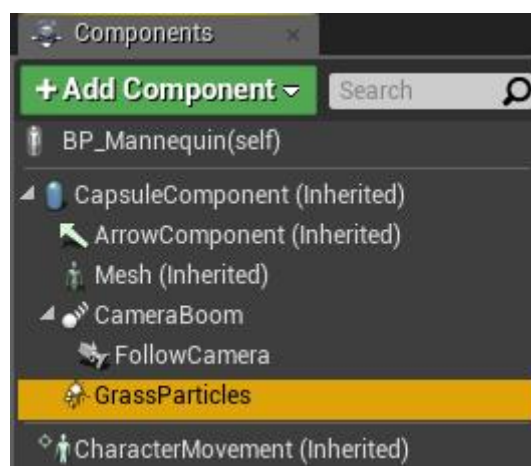 Components
+ Add Component
Search
BP_Mannequin(self)
CapsuleComponent (Inherited)
ArrowComponent (Inherited)
Mesh (Inherited)
CameraBoom
FollowCamera
GrassParticles
CharacterMovement (Inherited)